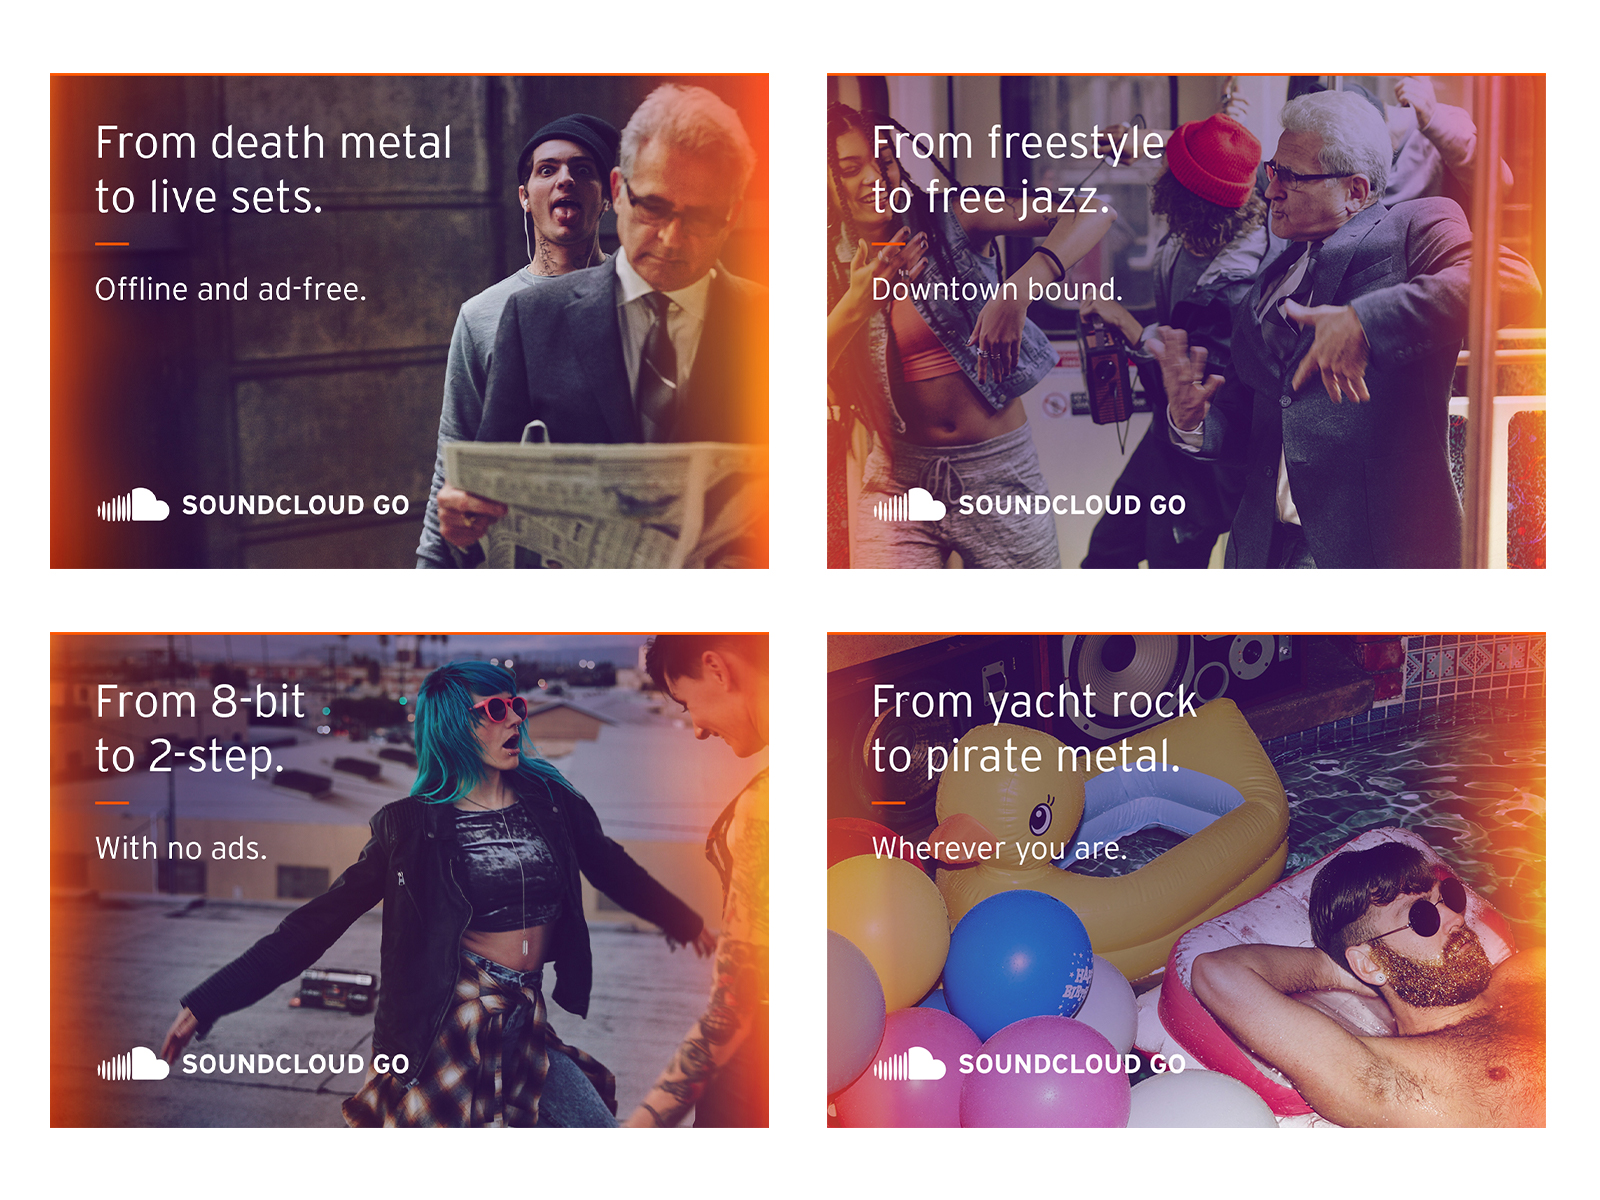 From death metal
to live sets.
Offline and ad-free.
SOUNDCLOUD GO
From freestyle
to free jazz.
Downtown bound.
SOUNDCLOUD GO
From 8-bit
to 2-step.
With no ads.
SOUNDCLOUD GO
From yacht rock
to pirate metal.
Wherever you are.
SOUNDCLOUD GO